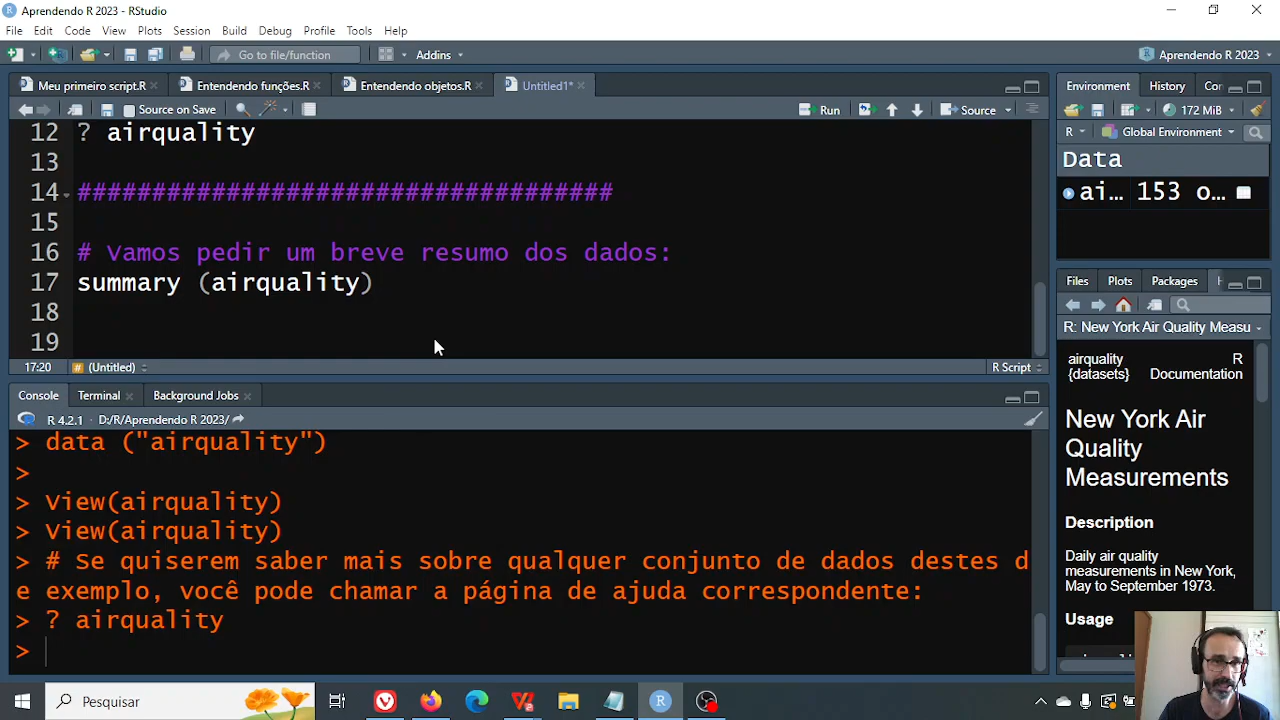 Aprendendo R 2023 - RStudio
File Edit Code View Plots Session Build Debug Profile Tools Help
Go to file/function Addins Aprendendo R 2023
Meu primeiro script.R Entendendo funções.R Entendendo objetos.R Untitled1*
Source on Save Run Source
12 ? airquality
13
14 ####################################
15
16 # Vamos pedir um breve resumo dos dados:
17 summary (airquality)
18
19
17:20 # (Untitled) R Script
Console Terminal Background Jobs
R 4.2.1 · D:/R/Aprendendo R 2023/
> data ("airquality")
>
> View(airquality)
> View(airquality)
> # Se quiserem saber mais sobre qualquer conjunto de dados destes d
e exemplo, você pode chamar a página de ajuda correspondente:
> ? airquality
>
Environment History Cor
172 MiB
R Global Environment
Data
ai... 153 o...
Files Plots Packages
R: New York Air Quality Measu
airquality R
{datasets} Documentation
New York Air
Quality
Measurements
Description
Daily air quality
measurements in New York,
May to September 1973.
Usage
Pesquisar